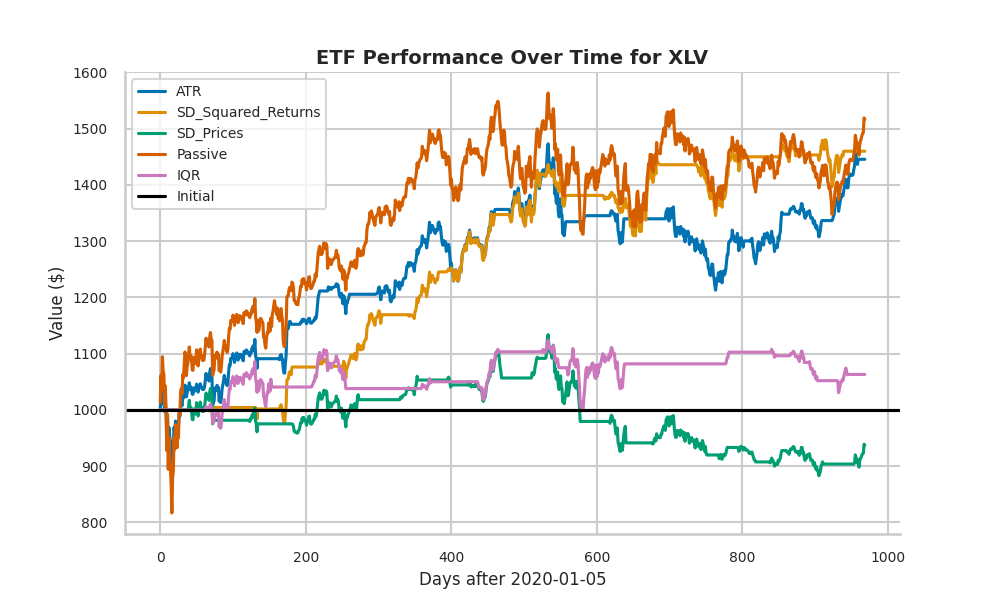 ETF Performance Over Time for XLV
1600
1500
1400
1300
1200
1100
1000
900
800
Value ($)
ATR
SD_Squared_Returns
SD_Prices
Passive
IQR
Initial
0 200 400 600 800 1000
Days after 2020-01-05